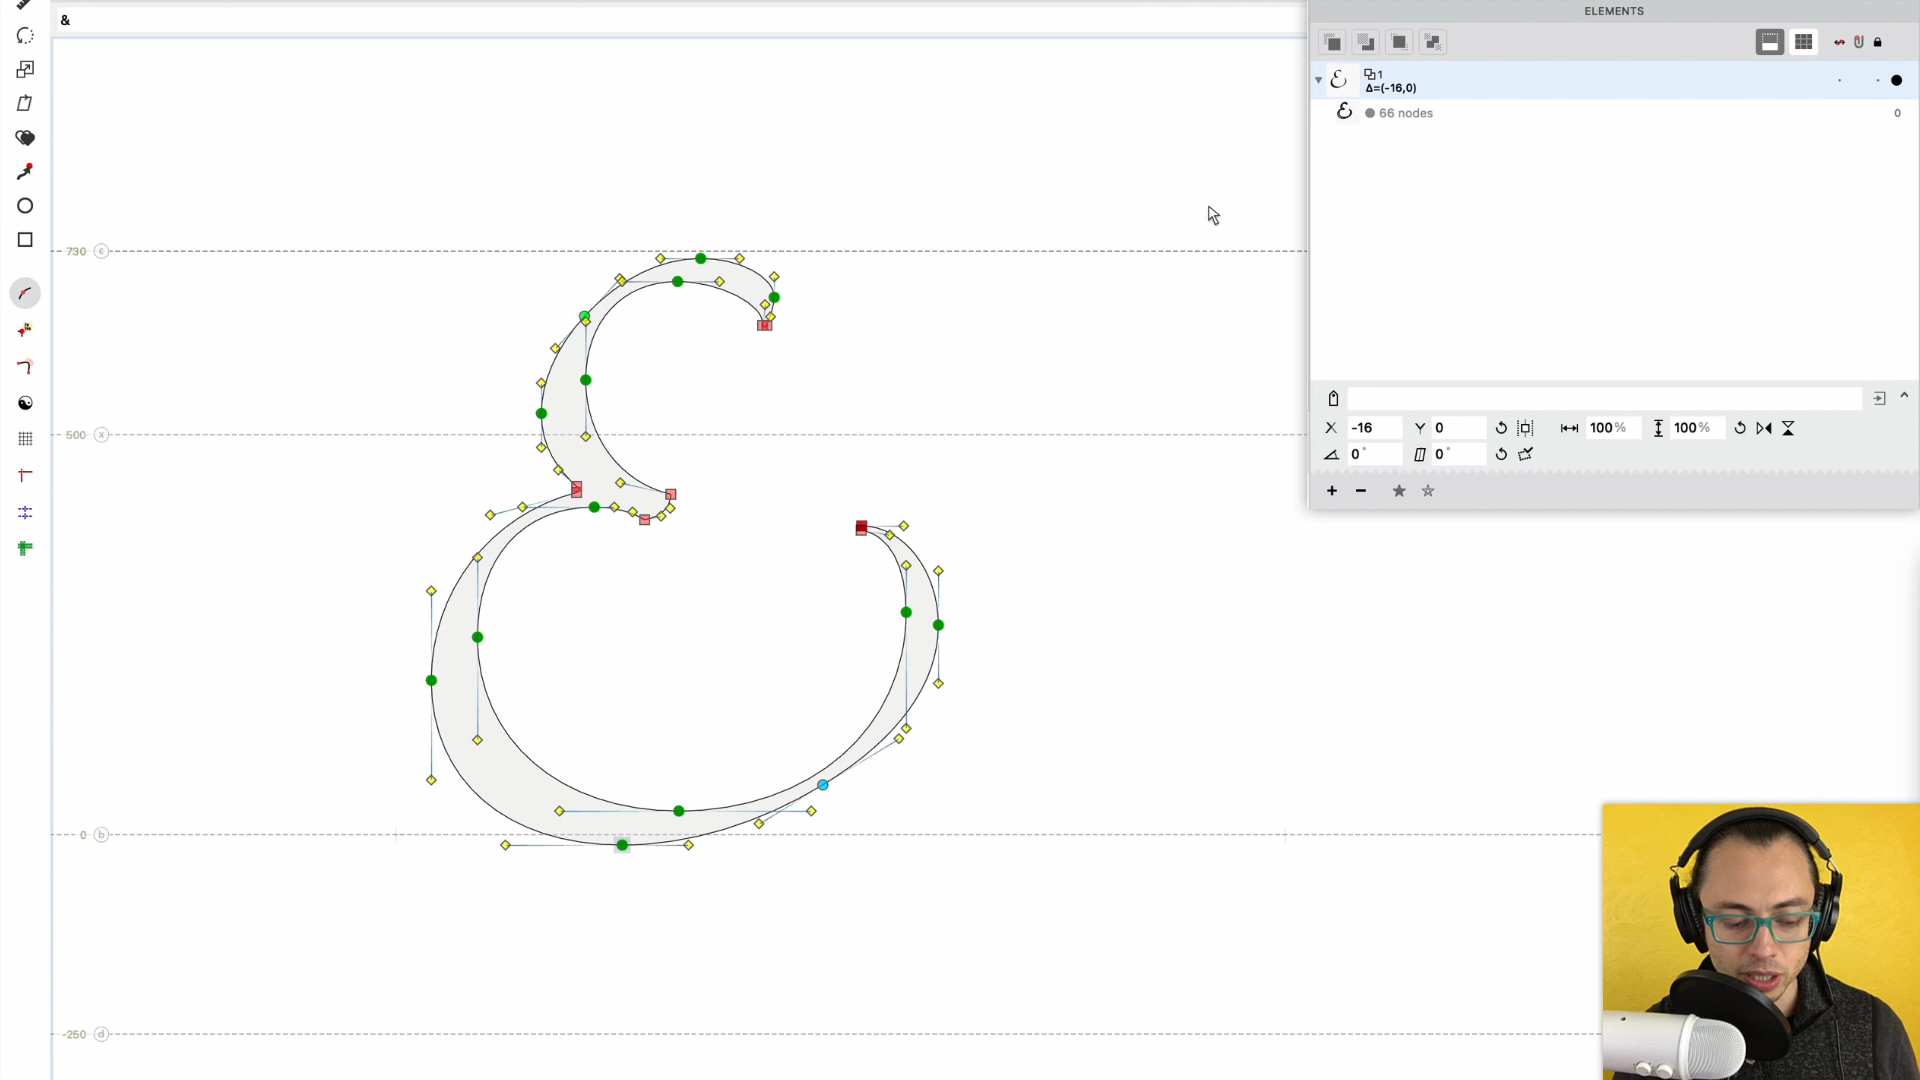 &
ELEMENTS
1
Δ=(-16,0)
66 nodes 0
730 c
500 x
0 b
-250 d
X -16 Y 0 100% 100%
0° 0°